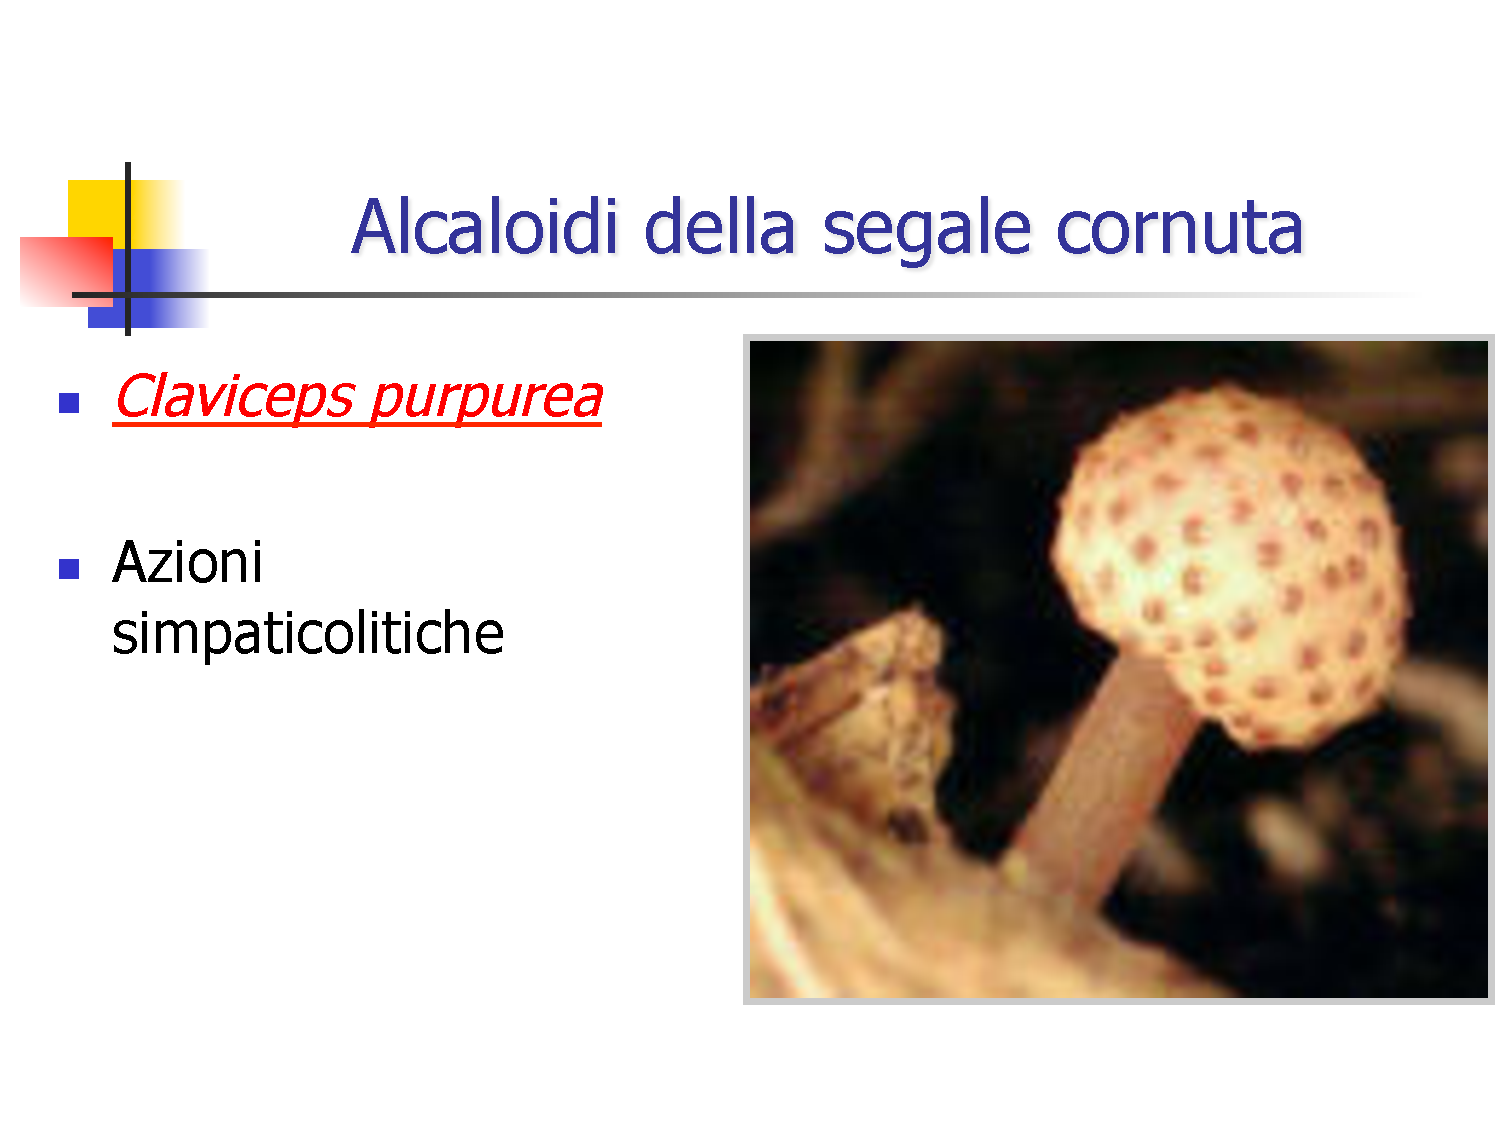 Alcaloidi della segale cornuta
Claviceps purpurea
Azioni
simpaticolitiche